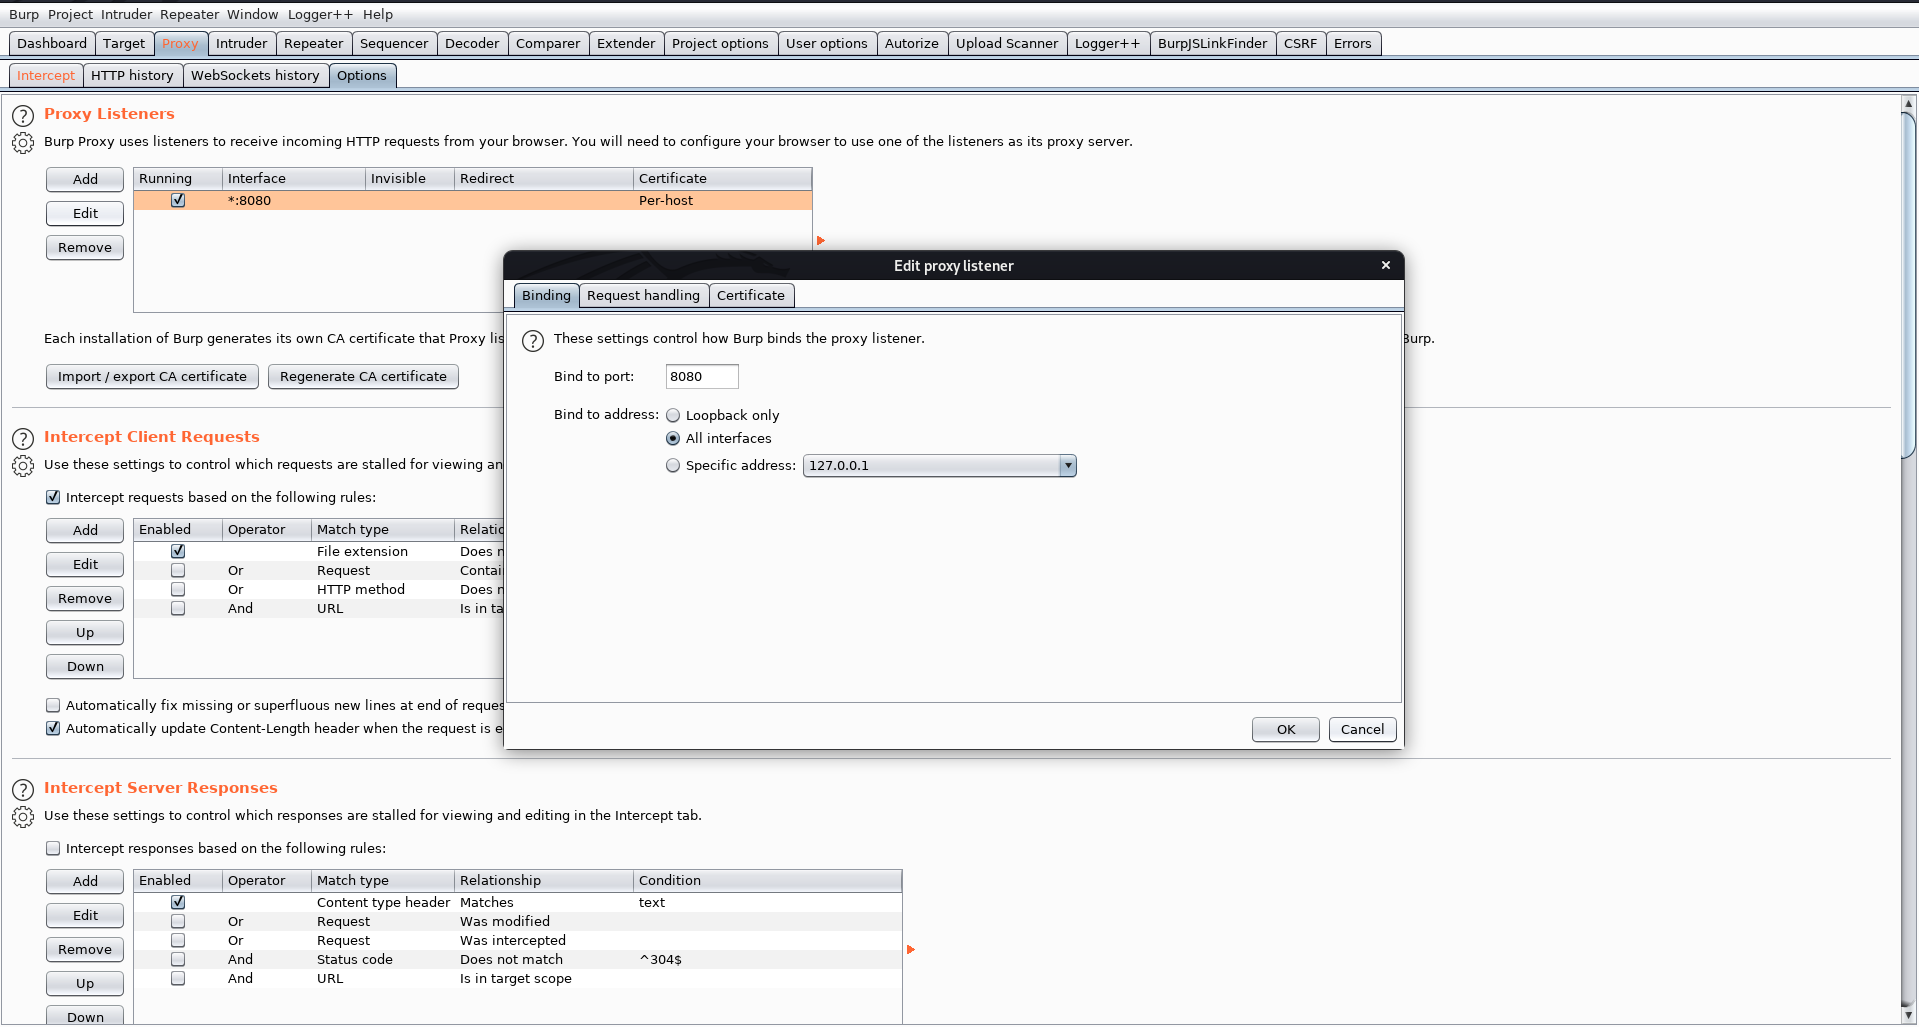 Burp Project Intruder Repeater Window Logger++ Help
Dashboard Target Proxy Intruder Repeater Sequencer Decoder Comparer Extender Project options User options Autorize Upload Scanner Logger++ BurpJSLinkFinder CSRF Errors
Intercept HTTP history WebSockets history Options
? Proxy Listeners
Burp Proxy uses listeners to receive incoming HTTP requests from your browser. You will need to configure your browser to use one of the listeners as its proxy server.
Add Running Interface Invisible Redirect Certificate
*:8080 Per-host
Edit
Remove
Edit proxy listener
Binding Request handling Certificate
? These settings control how Burp binds the proxy listener.
Bind to port: 8080
Bind to address: Loopback only
All interfaces
Specific address: 127.0.0.1
OK Cancel
Each installation of Burp generates its own CA certificate that Proxy lis Burp.
Import / export CA certificate Regenerate CA certificate
? Intercept Client Requests
Use these settings to control which requests are stalled for viewing an
Intercept requests based on the following rules:
Add Enabled Operator Match type Relatio
File extension Does n
Edit Or Request Contai
Or HTTP method Does n
Remove And URL Is in ta
Up
Down
Automatically fix missing or superfluous new lines at end of reques
Automatically update Content-Length header when the request is e
? Intercept Server Responses
Use these settings to control which responses are stalled for viewing and editing in the Intercept tab.
Intercept responses based on the following rules:
Add Enabled Operator Match type Relationship Condition
Content type header Matches text
Edit Or Request Was modified
Or Request Was intercepted
Remove And Status code Does not match ^304$
And URL Is in target scope
Up
Down